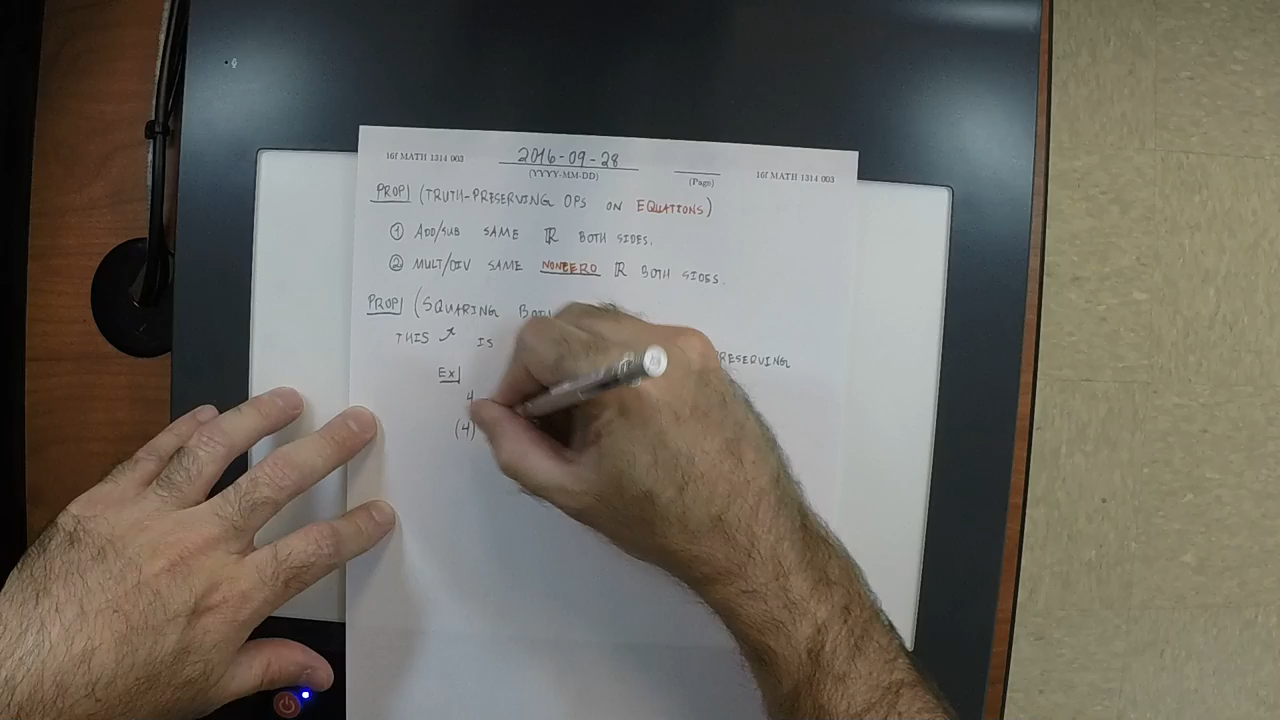 16f MATH 1314 003 2016-09-28 16f MATH 1314 003
(YYYY-MM-DD) (Page)
PROP (TRUTH-PRESERVING OPS ON EQUATIONS)
① ADD/SUB SAME ℝ BOTH SIDES.
② MULT/DIV SAME NONZERO ℝ BOTH SIDES.
PROP (SQUARING BOTH
THIS ↗ IS PRESERVING
EX
4
(4)